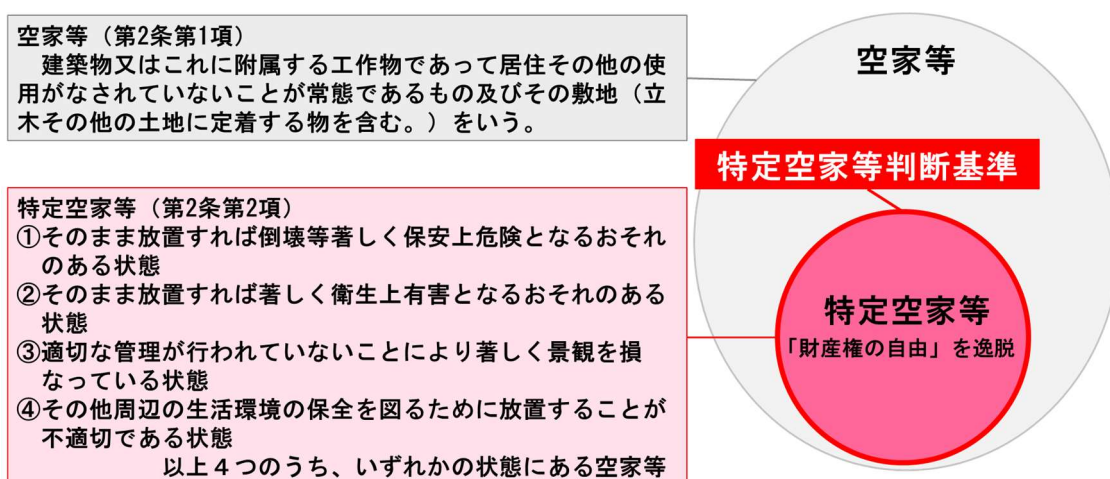 空家等（第2条第1項）
　建築物又はこれに附属する工作物であって居住その他の使
用がなされていないことが常態であるもの及びその敷地（立
木その他の土地に定着する物を含む。）をいう。
空家等
特定空家等判断基準
特定空家等（第2条第2項）
①そのまま放置すれば倒壊等著しく保安上危険となるおそれ
のある状態
②そのまま放置すれば著しく衛生上有害となるおそれのある
状態
③適切な管理が行われていないことにより著しく景観を損
なっている状態
④その他周辺の生活環境の保全を図るために放置することが
不適切である状態
以上４つのうち、いずれかの状態にある空家等
特定空家等
「財産権の自由」を逸脱